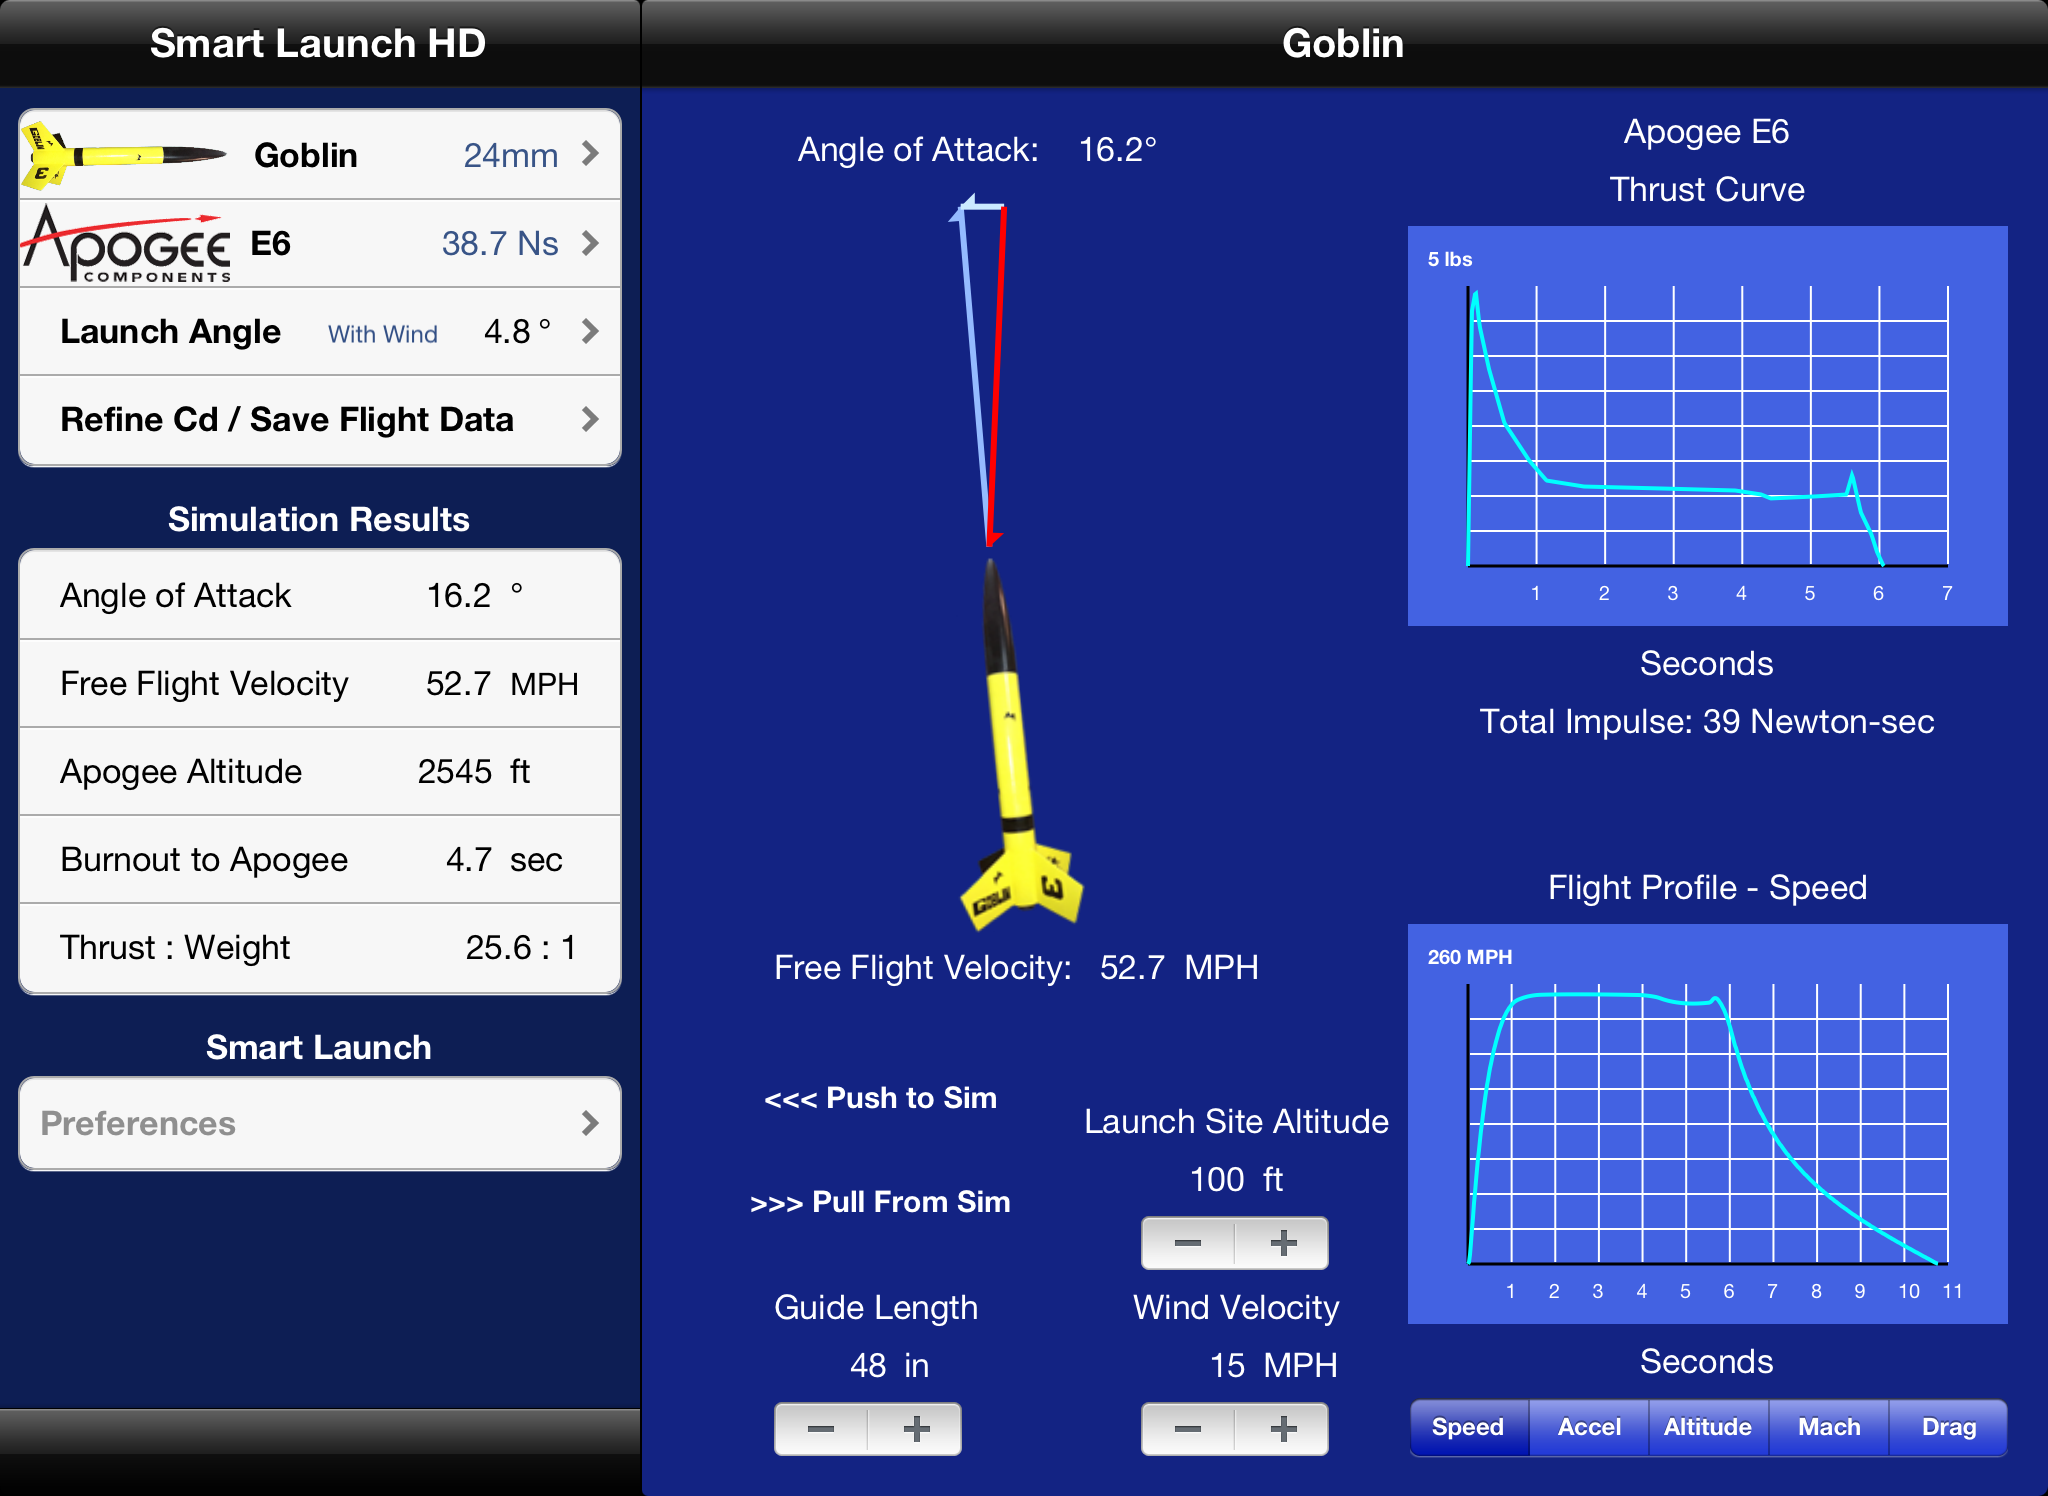 Smart Launch HD
Goblin 24mm
APOGEE COMPONENTS E6 38.7 Ns
Launch Angle With Wind 4.8 °
Refine Cd / Save Flight Data
Simulation Results
Angle of Attack 16.2 °
Free Flight Velocity 52.7 MPH
Apogee Altitude 2545 ft
Burnout to Apogee 4.7 sec
Thrust : Weight 25.6 : 1
Smart Launch
Preferences
Goblin
Angle of Attack: 16.2°
GOBLIN
E
Free Flight Velocity: 52.7 MPH
<<< Push to Sim
>>> Pull From Sim
Launch Site Altitude
100 ft
− +
Guide Length
48 in
− +
Wind Velocity
15 MPH
− +
Apogee E6
Thrust Curve
5 lbs
1 2 3 4 5 6 7
Seconds
Total Impulse: 39 Newton-sec
Flight Profile - Speed
260 MPH
1 2 3 4 5 6 7 8 9 10 11
Seconds
Speed Accel Altitude Mach Drag